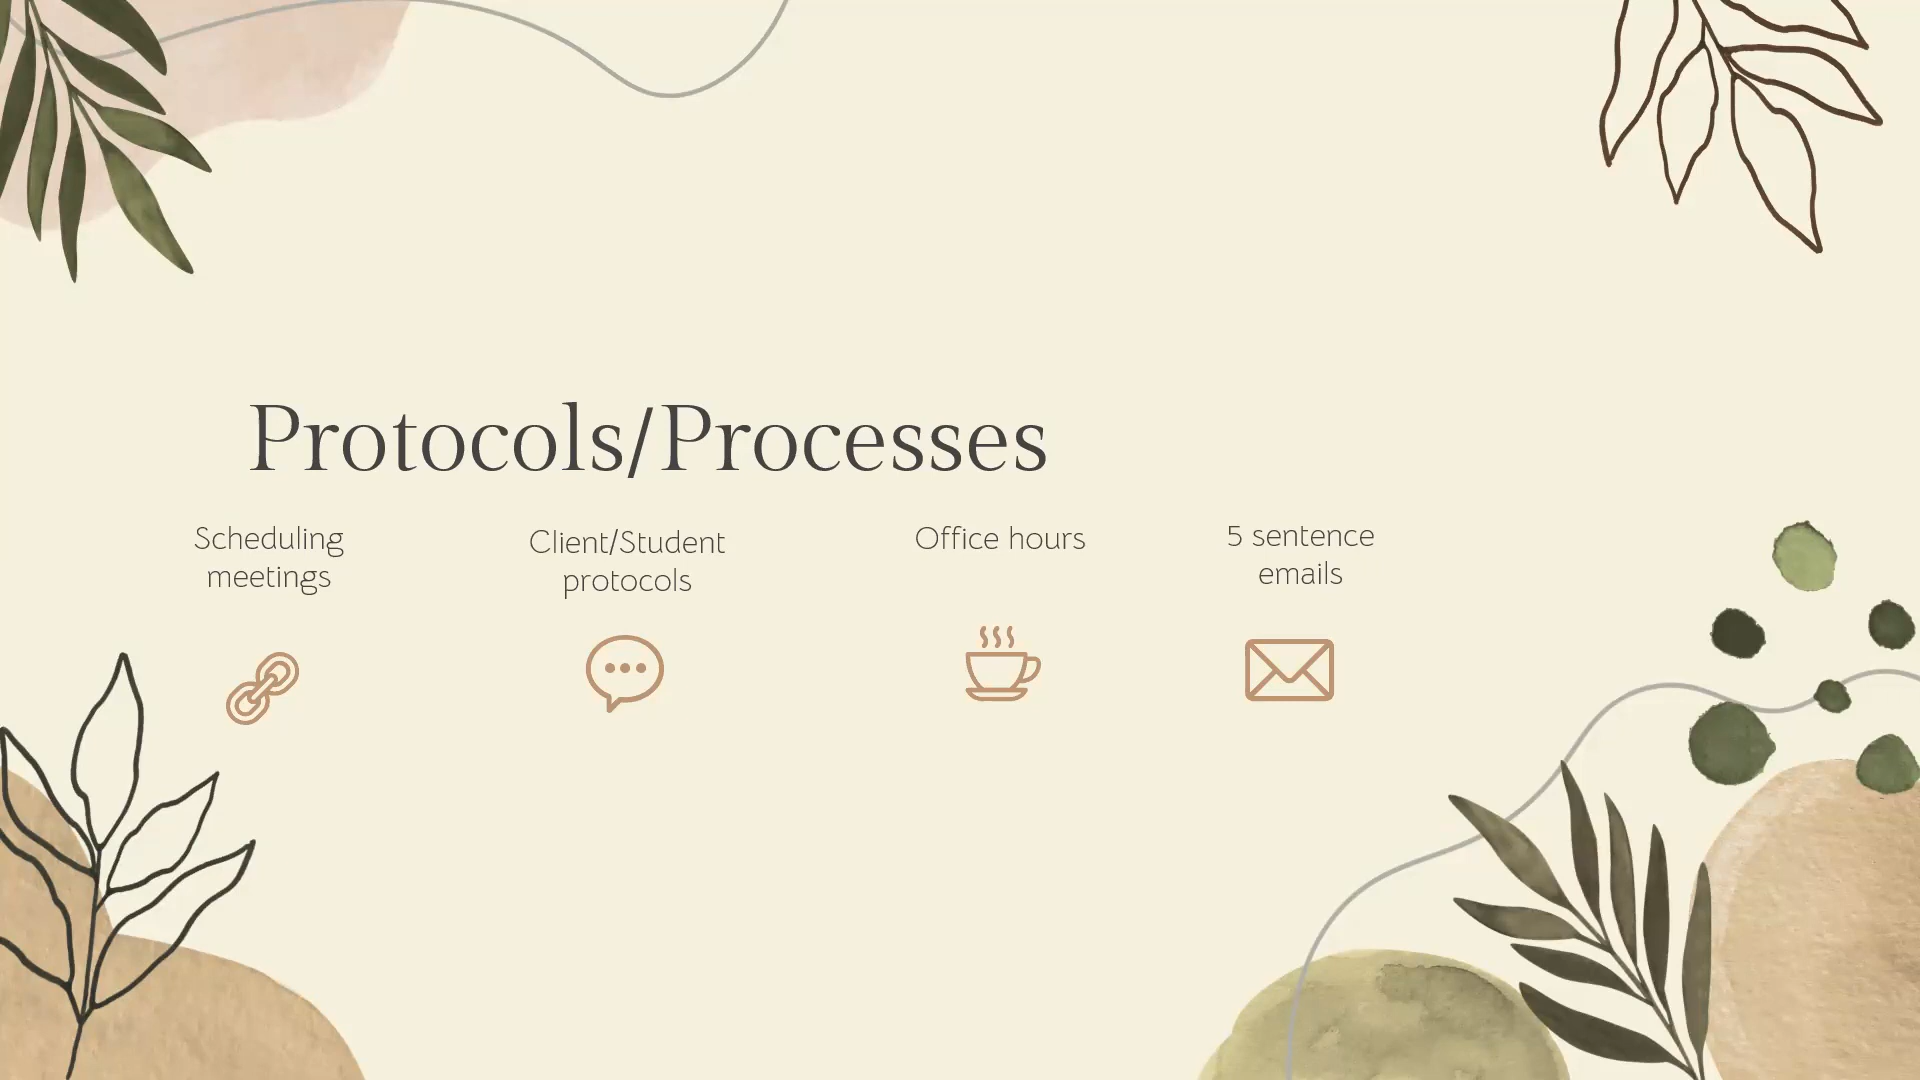 Protocols/Processes
Scheduling
meetings
Client/Student
protocols
Office hours
5 sentence
emails